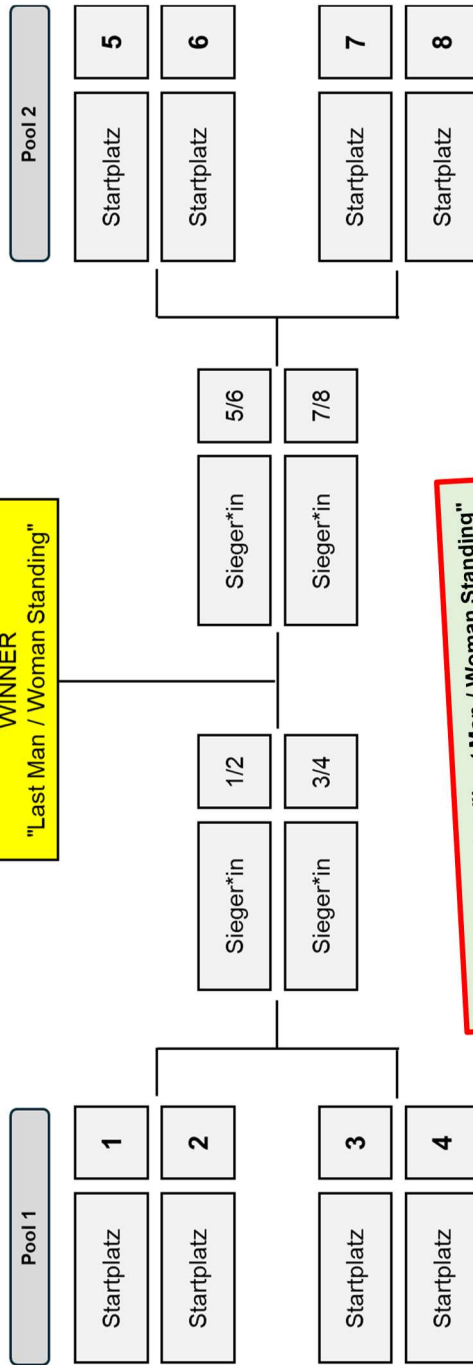 WINNER
"Last Man / Woman Standing"
Pool 1
Pool 2
Startplatz 1
Startplatz 5
Startplatz 2
Startplatz 6
Sieger*in 1/2
Sieger*in 5/6
Sieger*in 3/4
Sieger*in 7/8
Startplatz 3
Startplatz 7
Startplatz 4
Startplatz 8
Man / Woman Standing"